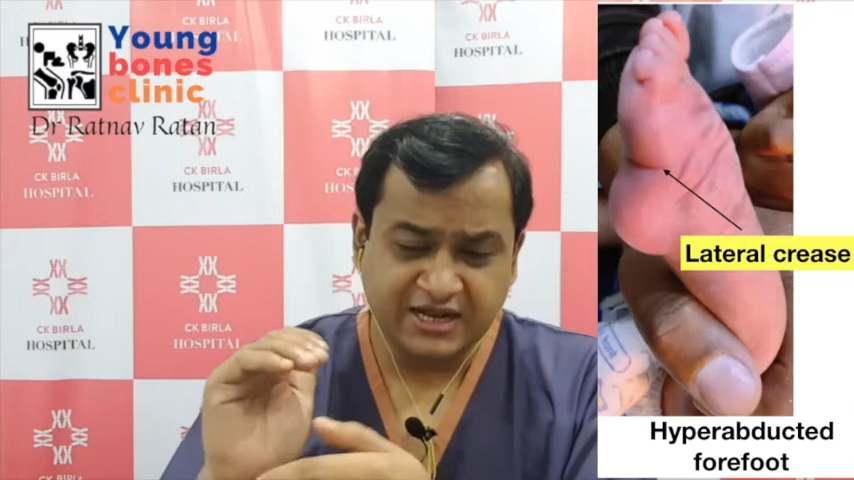 Young
bones
clinic
Dr Ratnav Ratan
CK BIRLA
HOSPITAL
CK BIRLA
HOSPITAL
CK BIRLA
HOSPITAL
CK BIRLA
HOSPITAL
CK BIRLA
HOSPITAL
CK BIRLA
HOSPITAL
Lateral crease
Hyperabducted
forefoot